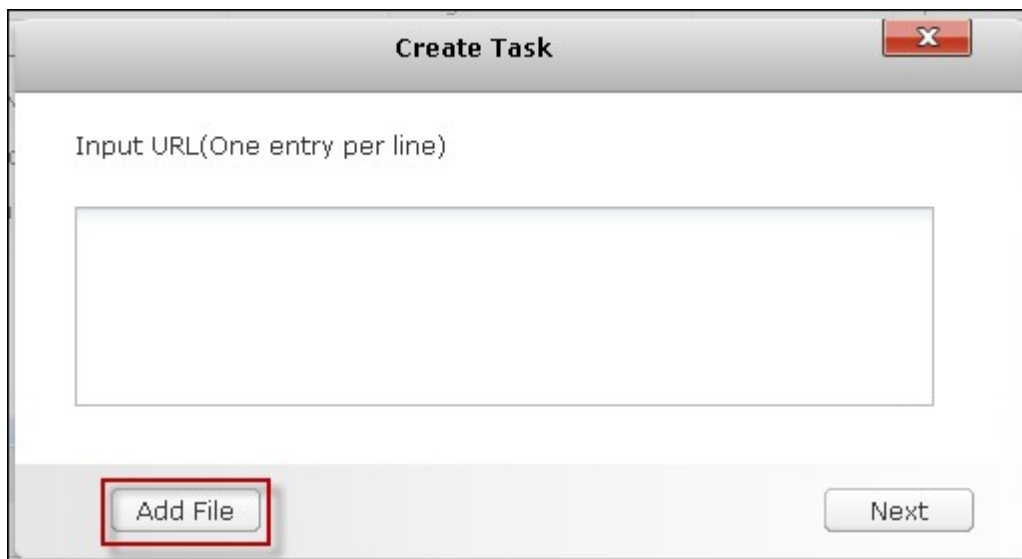 Create Task
x
Input URL(One entry per line)
Add File
Next